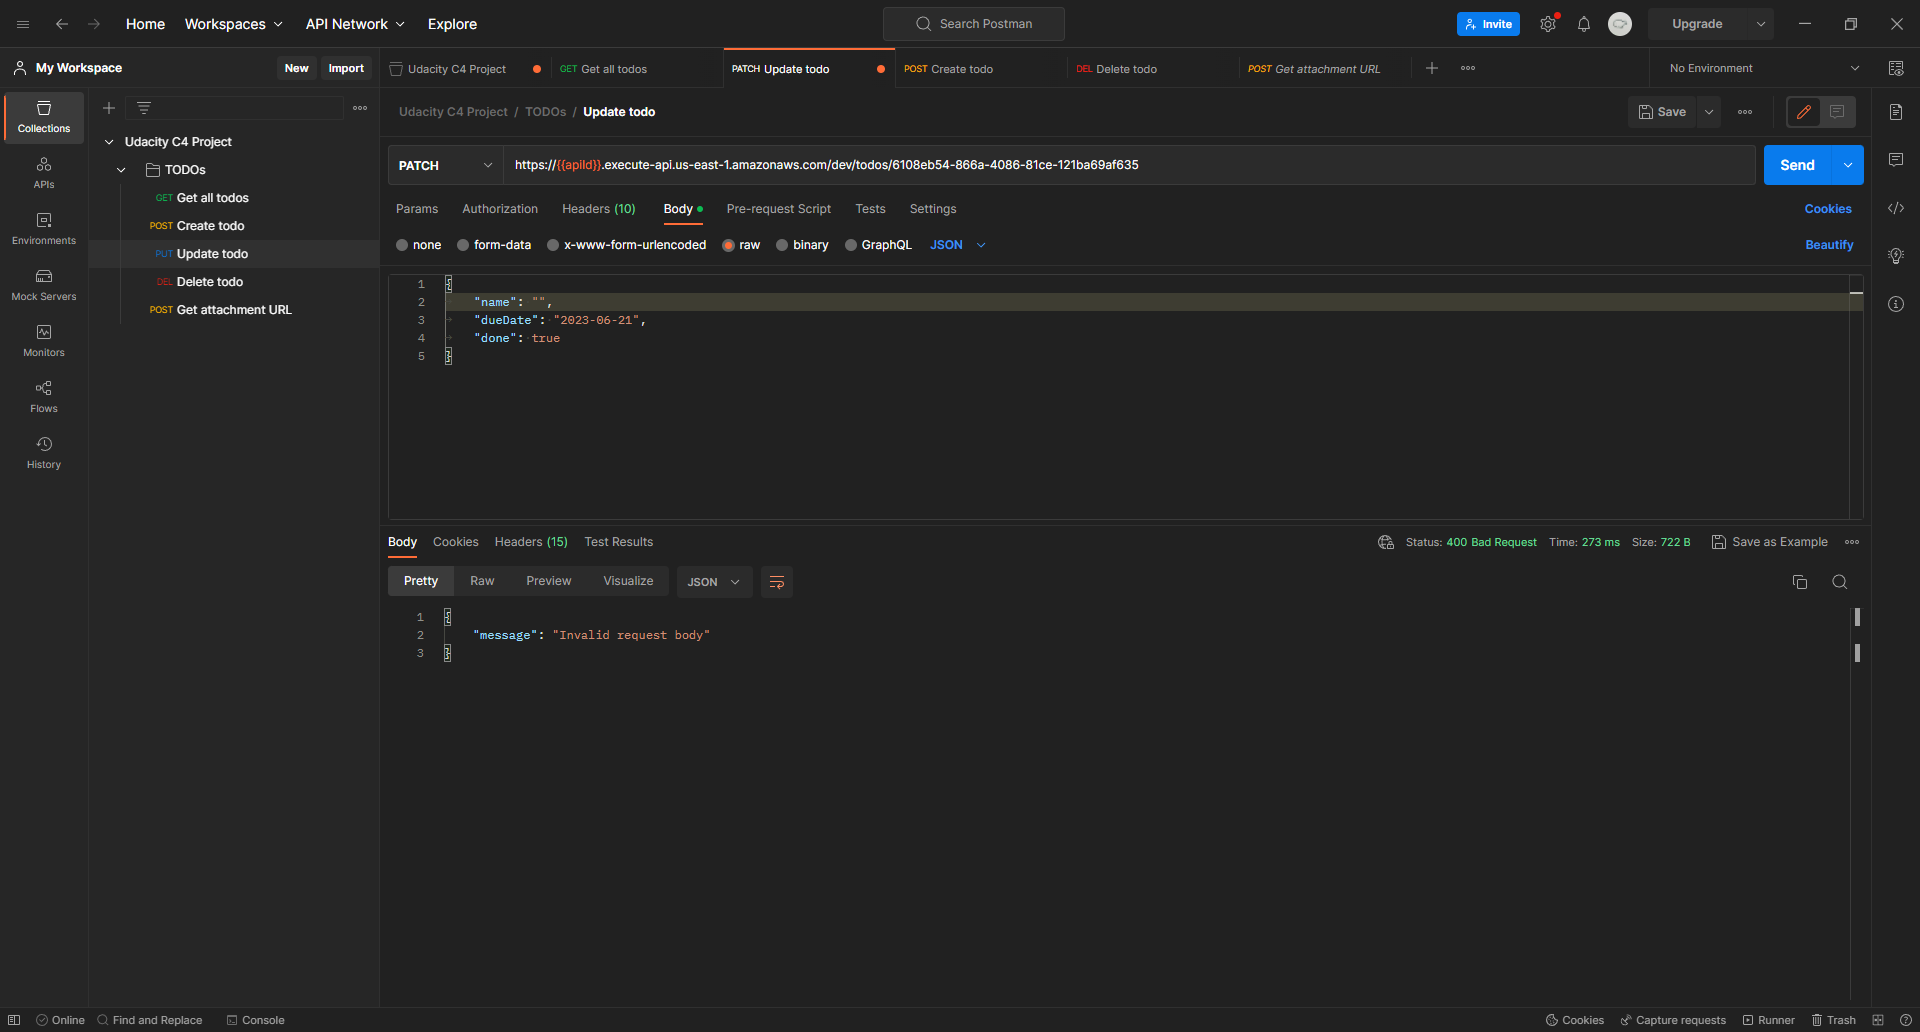 Home Workspaces API Network Explore Search Postman Invite Upgrade
My Workspace New Import Udacity C4 Project GET Get all todos PATCH Update todo POST Create todo DEL Delete todo POST Get attachment URL No Environment
Collections
APIs
Environments
Mock Servers
Monitors
Flows
History
Udacity C4 Project
TODOs
GET Get all todos
POST Create todo
PUT Update todo
DEL Delete todo
POST Get attachment URL
Udacity C4 Project / TODOs / Update todo Save
PATCH https://{{apiId}}.execute-api.us-east-1.amazonaws.com/dev/todos/6108eb54-866a-4086-81ce-121ba69af635 Send
Params Authorization Headers (10) Body Pre-request Script Tests Settings Cookies
none form-data x-www-form-urlencoded raw binary GraphQL JSON Beautify
1 {
2 "name": "",
3 "dueDate": "2023-06-21",
4 "done": true
5 }
Body Cookies Headers (15) Test Results Status: 400 Bad Request Time: 273 ms Size: 722 B Save as Example
Pretty Raw Preview Visualize JSON
1 {
2 "message": "Invalid request body"
3 }
Online Find and Replace Console Cookies Capture requests Runner Trash